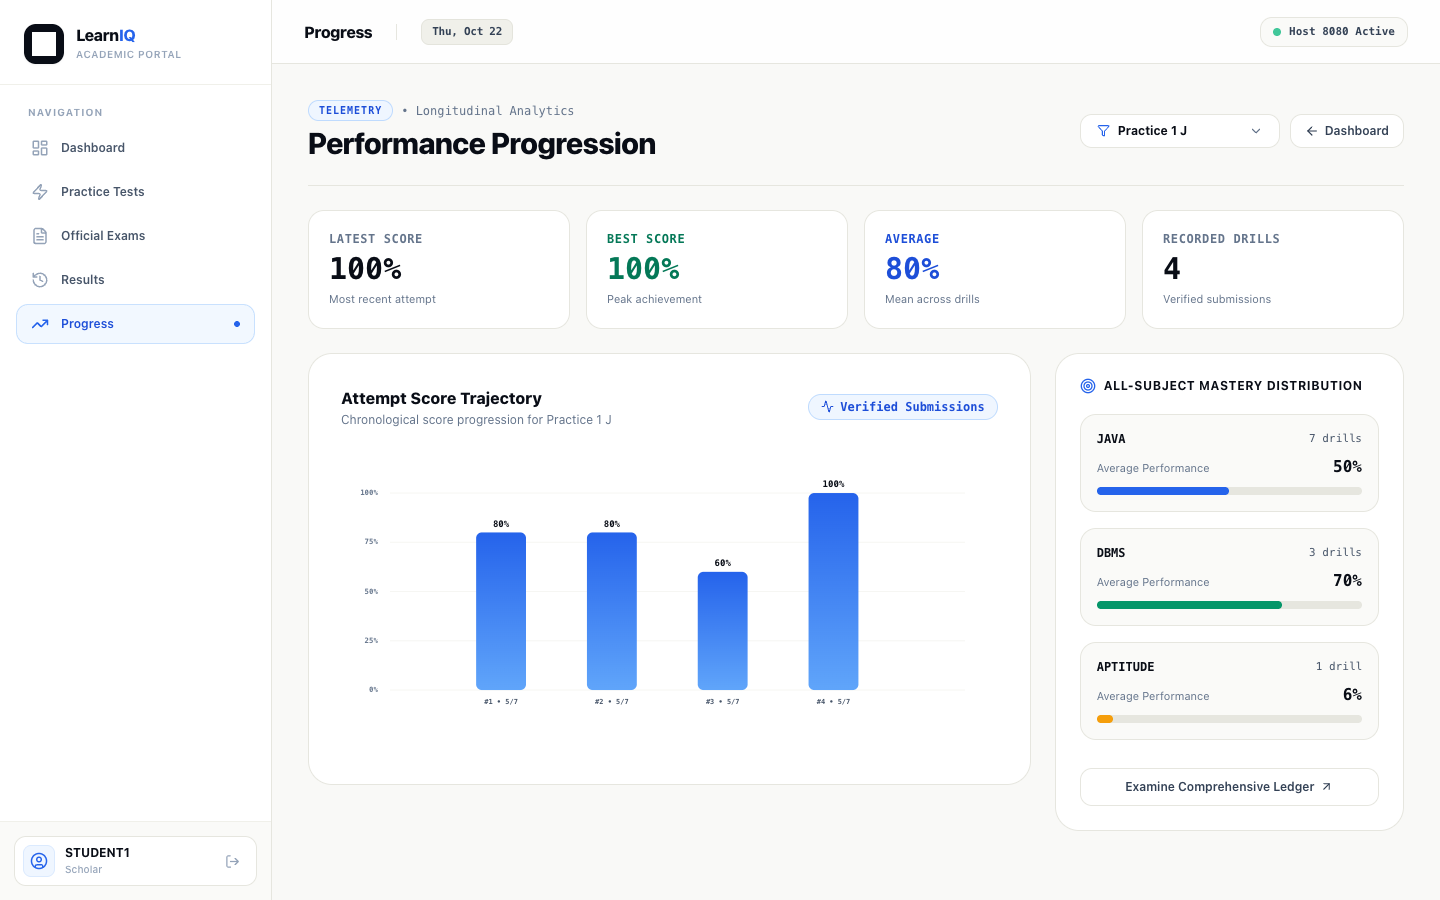 LearnIQ
ACADEMIC PORTAL
NAVIGATION
Dashboard
Practice Tests
Official Exams
Results
Progress
STUDENT1
Scholar
Progress
Thu, Oct 22
Host 8080 Active
TELEMETRY • Longitudinal Analytics
Performance Progression
Practice 1 J
Dashboard
LATEST SCORE
100%
Most recent attempt
BEST SCORE
100%
Peak achievement
AVERAGE
80%
Mean across drills
RECORDED DRILLS
4
Verified submissions
Attempt Score Trajectory
Chronological score progression for Practice 1 J
Verified Submissions
100%
75%
50%
25%
0%
80%
80%
60%
100%
#1 • 5/7
#2 • 5/7
#3 • 5/7
#4 • 5/7
ALL-SUBJECT MASTERY DISTRIBUTION
JAVA
7 drills
Average Performance
50%
DBMS
3 drills
Average Performance
70%
APTITUDE
1 drill
Average Performance
6%
Examine Comprehensive Ledger